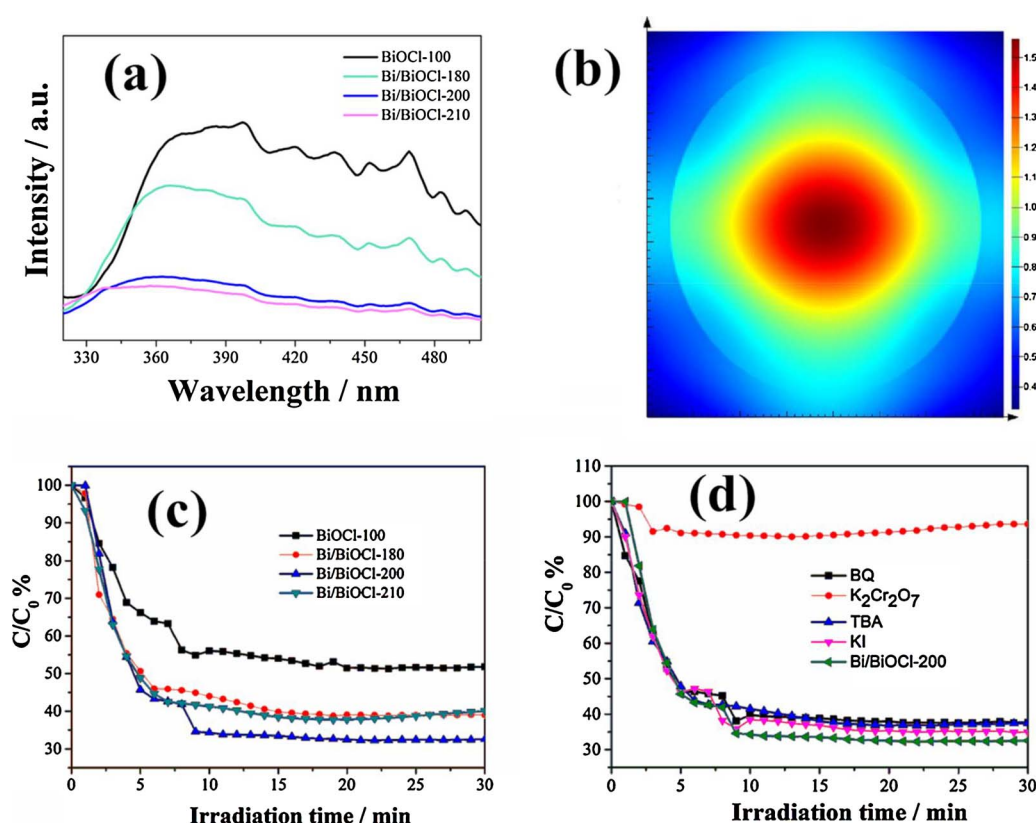 (a)
BiOCl-100
Bi/BiOCl-180
Bi/BiOCl-200
Bi/BiOCl-210
Intensity / a.u.
330 360 390 420 450 480
Wavelength / nm
(b)
1.5
1.4
1.3
1.2
1.1
1.0
0.9
0.8
0.7
0.6
0.5
0.4
(c)
BiOCl-100
Bi/BiOCl-180
Bi/BiOCl-200
Bi/BiOCl-210
C/C0 %
100
90
80
70
60
50
40
30
0 5 10 15 20 25 30
Irradiation time / min
(d)
BQ
K2Cr2O7
TBA
KI
Bi/BiOCl-200
C/C0 %
110
100
90
80
70
60
50
40
30
0 5 10 15 20 25 30
Irradiation time / min